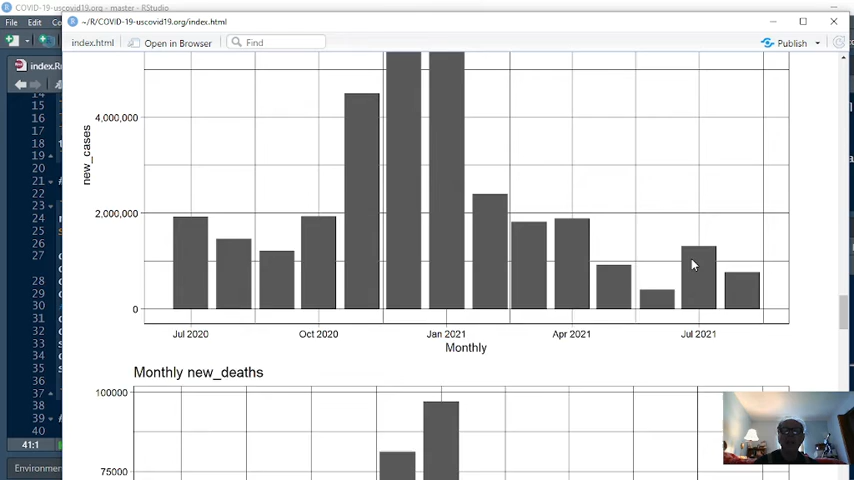 COVID-19-uscovid19.org - master - RStudio
File Edit
~/R/COVID-19-uscovid19.org/index.html
index.html
Open in Browser
Find
Publish
index.R
14
15
16
17
18
19
20
21
22
23
24
25
26
27
28
29
30
31
32
33
34
35
36
37
38
39
40
41:1
Environmen
4,000,000
2,000,000
0
new_cases
Jul 2020
Oct 2020
Jan 2021
Apr 2021
Jul 2021
Monthly
Monthly new_deaths
100000
75000